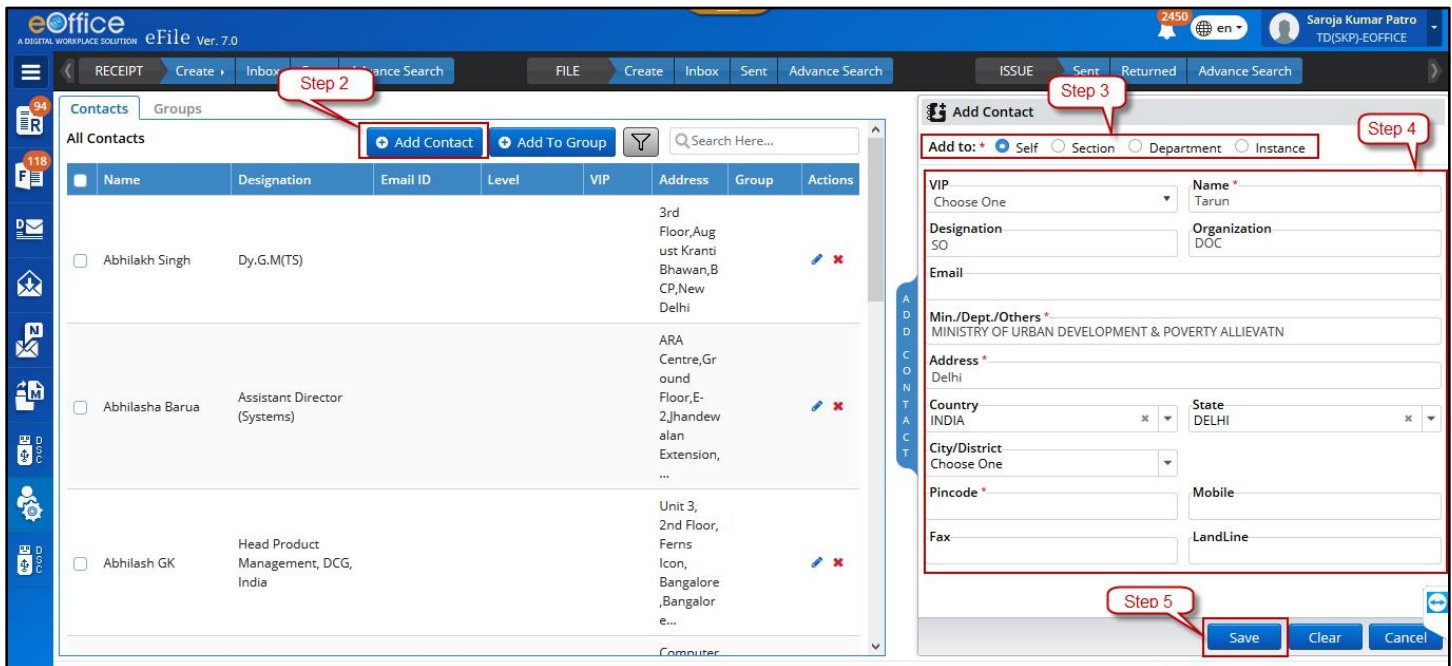 eOffice
A DIGITAL WORKPLACE SOLUTION eFile Ver. 7.0
2450
en
Saroja Kumar Patro
TD(SKP)-EOFFICE
RECEIPT Create Inbox Advance Search FILE Create Inbox Sent Advance Search ISSUE Sent Returned Advance Search
Step 2
Step 3
Step 4
94
R
118
F
D
N
M
DSC
DSC
Contacts Groups
All Contacts Add Contact Add To Group Search Here...
Name Designation Email ID Level VIP Address Group Actions
Abhilakh Singh Dy.G.M(TS)
3rd
Floor,Aug
ust Kranti
Bhawan,B
CP,New
Delhi
Abhilasha Barua
Assistant Director
(Systems)
ARA
Centre,Gr
ound
Floor,E-
2,Jhandew
alan
Extension,
...
Abhilash GK
Head Product
Management, DCG,
India
Unit 3,
2nd Floor,
Ferns
Icon,
Bangalore
,Bangalor
e...
Computer
ADD CONTACT
Add Contact
Add to: * Self Section Department Instance
VIP
Choose One
Name *
Tarun
Designation
SO
Organization
DOC
Email
Min./Dept./Others *
MINISTRY OF URBAN DEVELOPMENT & POVERTY ALLIEVATN
Address *
Delhi
Country
INDIA
State
DELHI
City/District
Choose One
Pincode *
Mobile
Fax
LandLine
Step 5
Save Clear Cancel